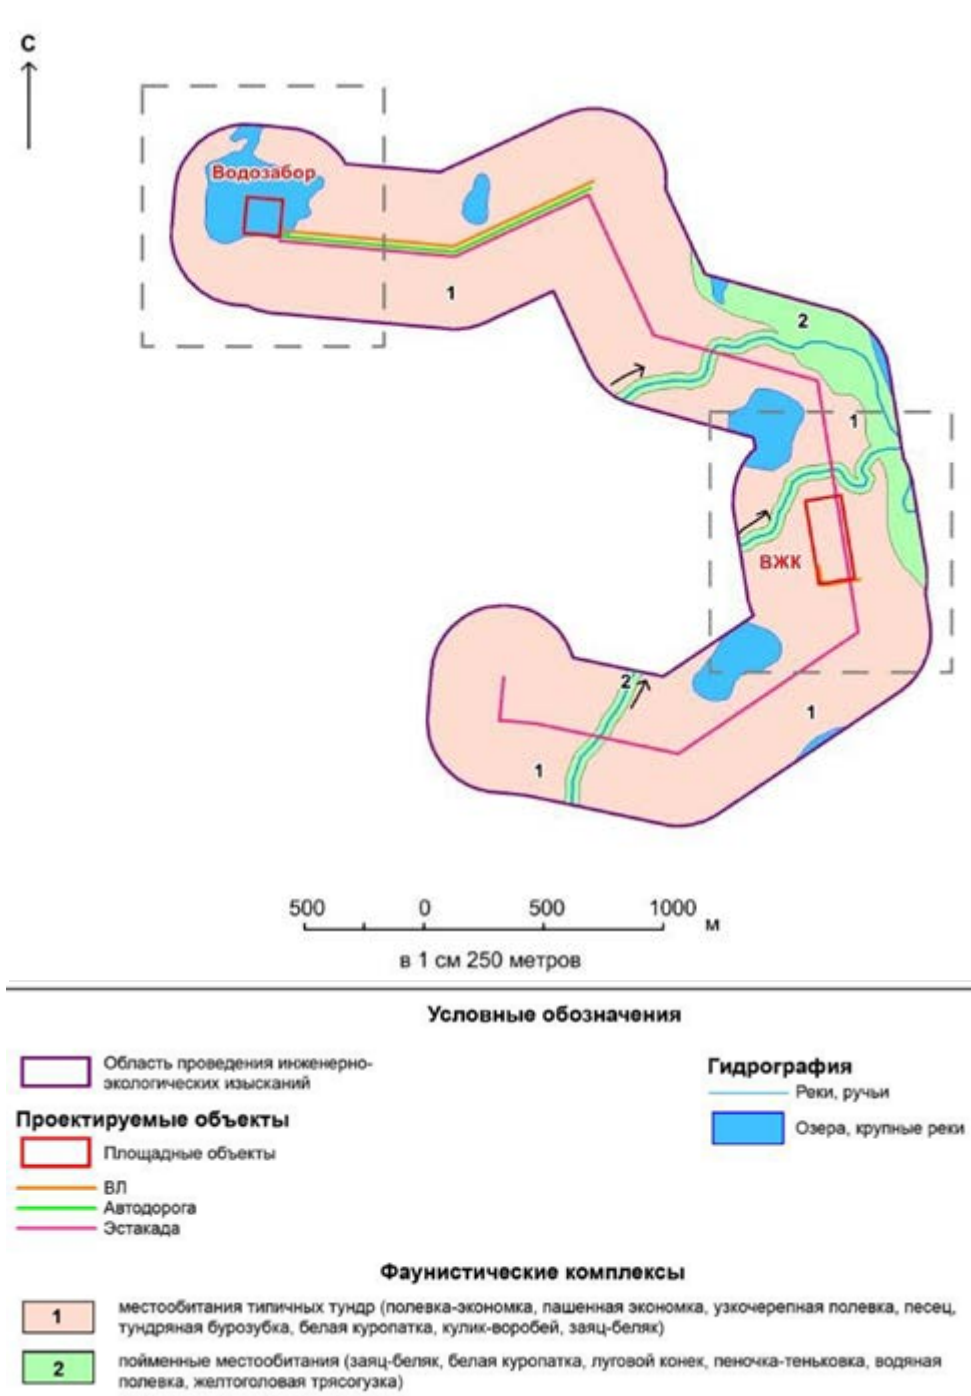 С
Водозабор
1
2
1
ВЖК
2
1
1
500 0 500 1000 м
в 1 см 250 метров
Условные обозначения
Область проведения инженерно-
экологических изысканий
Проектируемые объекты
Площадные объекты
ВЛ
Автодорога
Эстакада
Гидрография
Реки, ручьи
Озера, крупные реки
Фаунистические комплексы
1 местообитания типичных тундр (полевка-экономка, пашенная экономка, узкочерепная полевка, песец,
тундряная бурозубка, белая куропатка, кулик-воробей, заяц-беляк)
2 пойменные местообитания (заяц-беляк, белая куропатка, луговой конек, пеночка-теньковка, водяная
полевка, желтоголовая трясогузка)